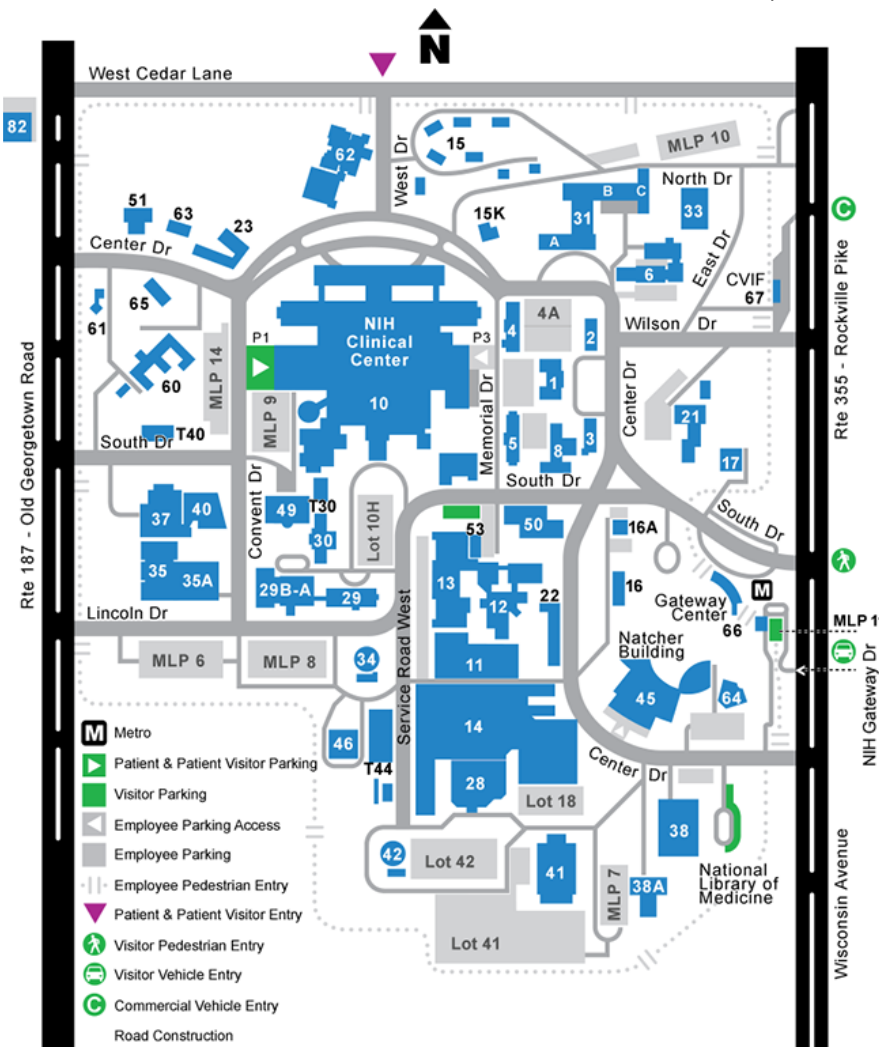 N
West Cedar Lane
82
62
West Dr
15
MLP 10
51
63
23
15K
31
A
B
C
North Dr
33
East Dr
6
CVIF
67
Center Dr
65
61
60
MLP 14
P1
NIH
Clinical
Center
10
P3
4
4A
2
Wilson Dr
1
Memorial Dr
5
8
3
Center Dr
21
17
Rte 355 - Rockville Pike
C
Rte 187 - Old Georgetown Road
T40
South Dr
MLP 9
Convent Dr
49
T30
30
Lot 10H
South Dr
53
50
16A
South Dr
37
40
35
35A
29B-A
29
13
12
22
16
Gateway
Center
66
M
MLP 1
Lincoln Dr
MLP 6
MLP 8
34
Service Road West
11
Natcher
Building
45
64
NIH Gateway Dr
46
T44
14
28
Lot 18
Center Dr
38
National
Library of
Medicine
42
Lot 42
41
MLP 7
38A
Lot 41
Wisconsin Avenue
M Metro
Patient & Patient Visitor Parking
Visitor Parking
Employee Parking Access
Employee Parking
Employee Pedestrian Entry
Patient & Patient Visitor Entry
Visitor Pedestrian Entry
Visitor Vehicle Entry
C Commercial Vehicle Entry
Road Construction